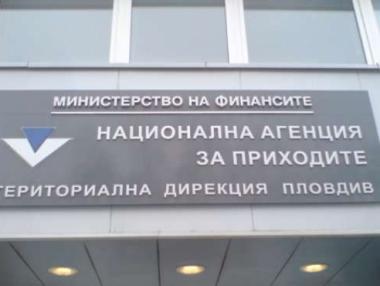 МИНИСТЕРСТВО НА ФИНАНСИТЕ
НАЦИОНАЛНА АГЕНЦИЯ
ЗА ПРИХОДИТЕ
ТЕРИТОРИАЛНА ДИРЕКЦИЯ ПЛОВДИВ